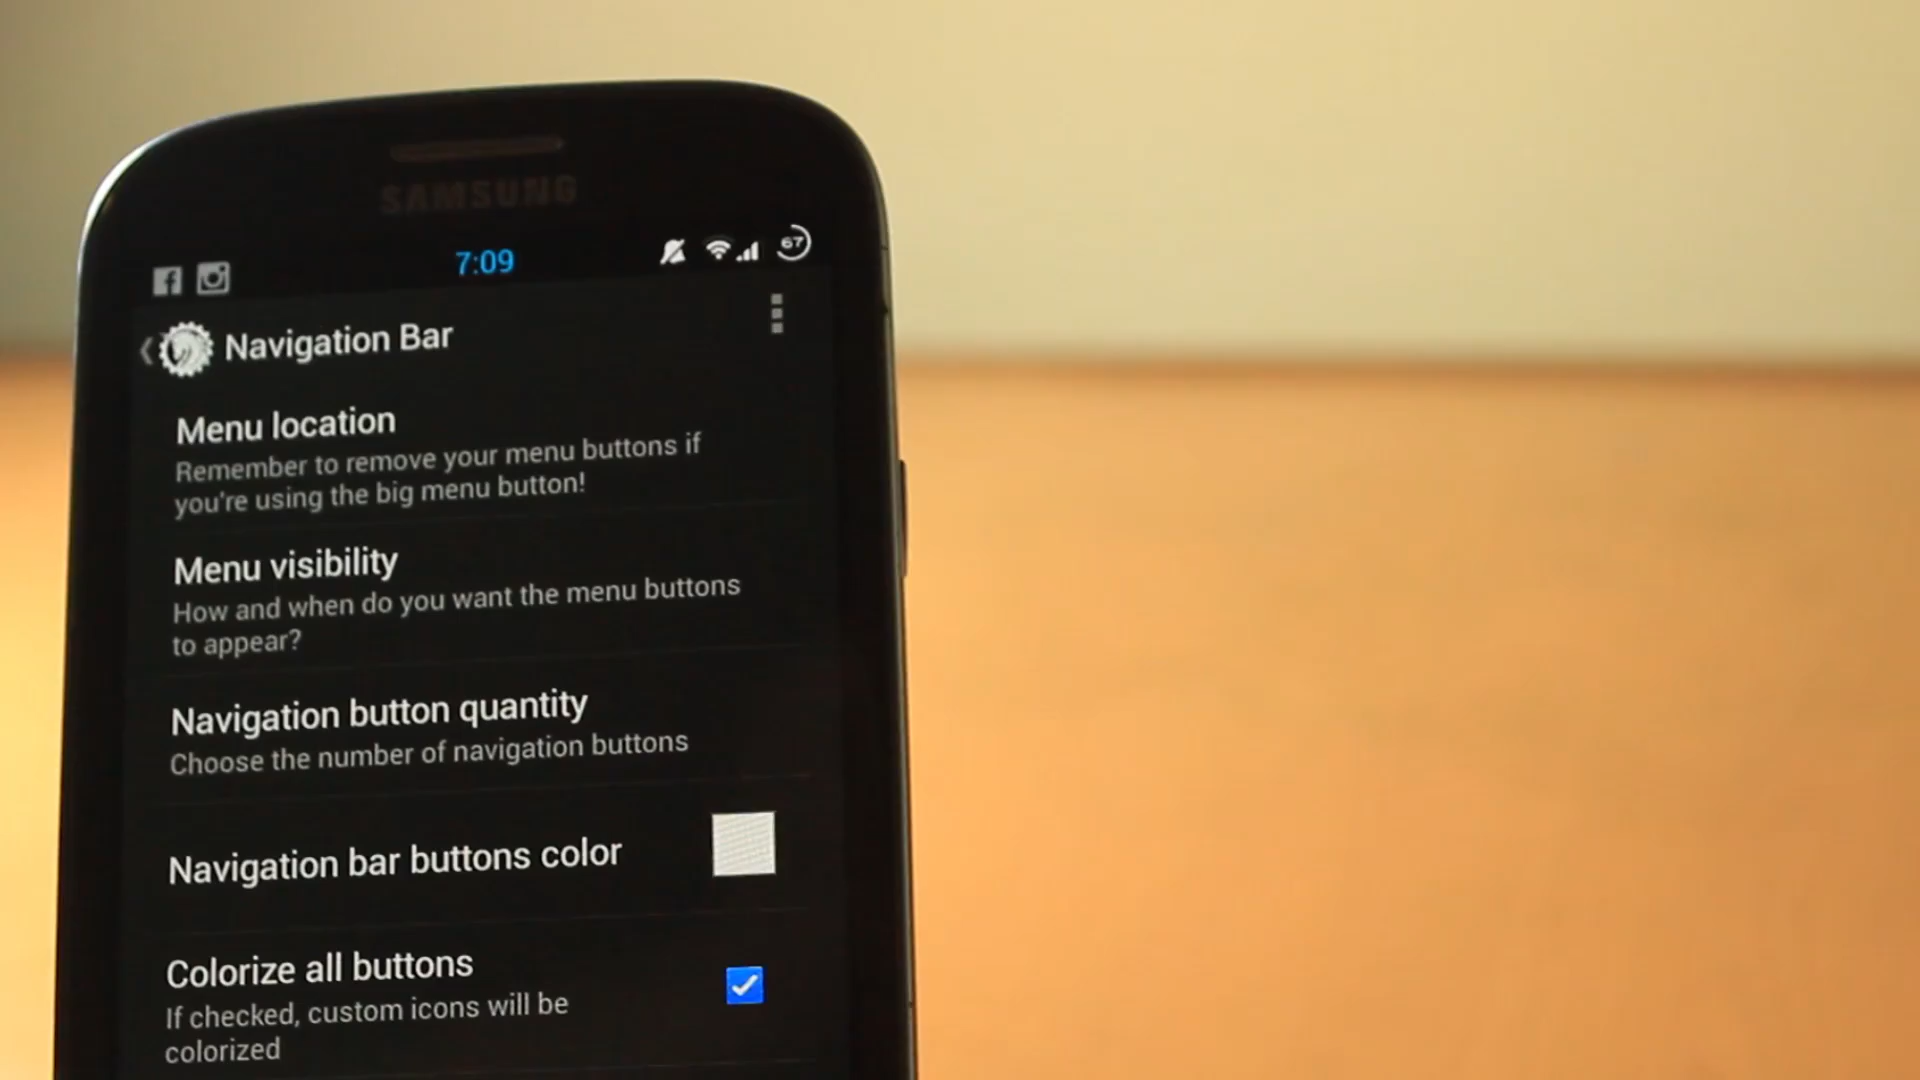 SAMSUNG
7:09
67
Navigation Bar
Menu location
Remember to remove your menu buttons if
you're using the big menu button!
Menu visibility
How and when do you want the menu buttons
to appear?
Navigation button quantity
Choose the number of navigation buttons
Navigation bar buttons color
Colorize all buttons
If checked, custom icons will be
colorized